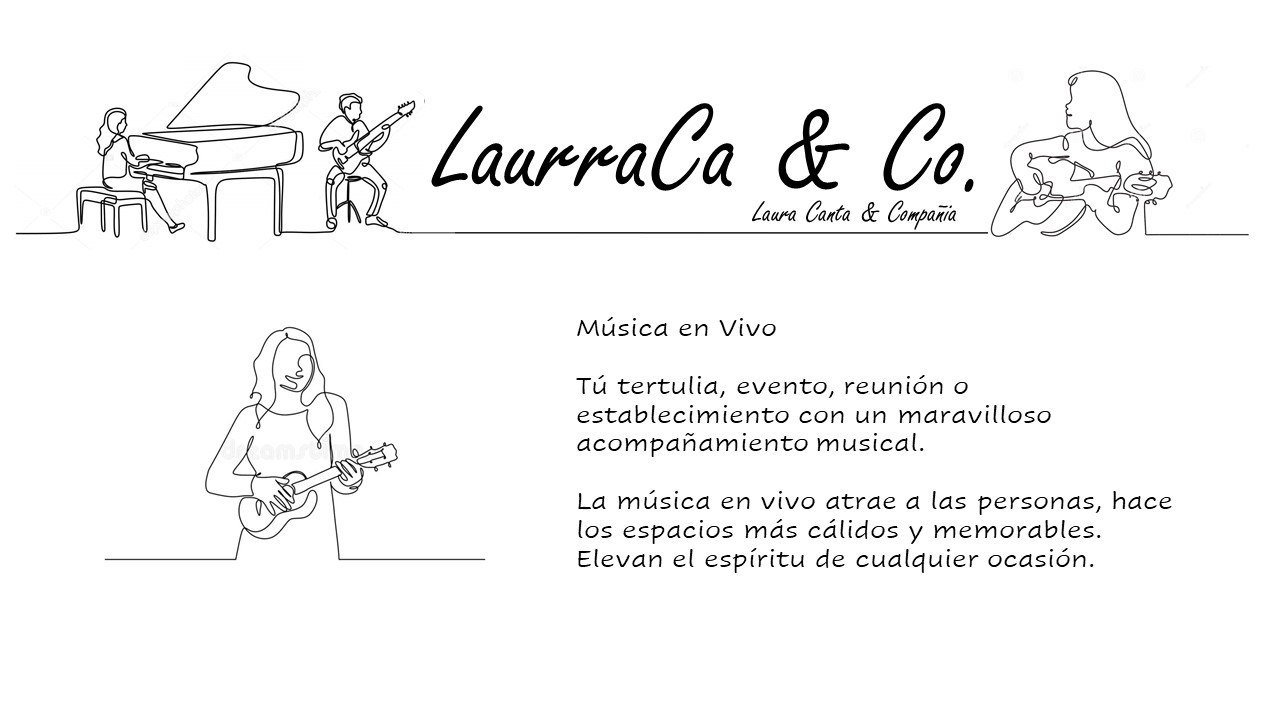 LaurraCa & Co.
Laura Canta & Compañia
Música en Vivo
Tú tertulia, evento, reunión o
establecimiento con un maravilloso
acompañamiento musical.
La música en vivo atrae a las personas, hace
los espacios más cálidos y memorables.
Elevan el espíritu de cualquier ocasión.